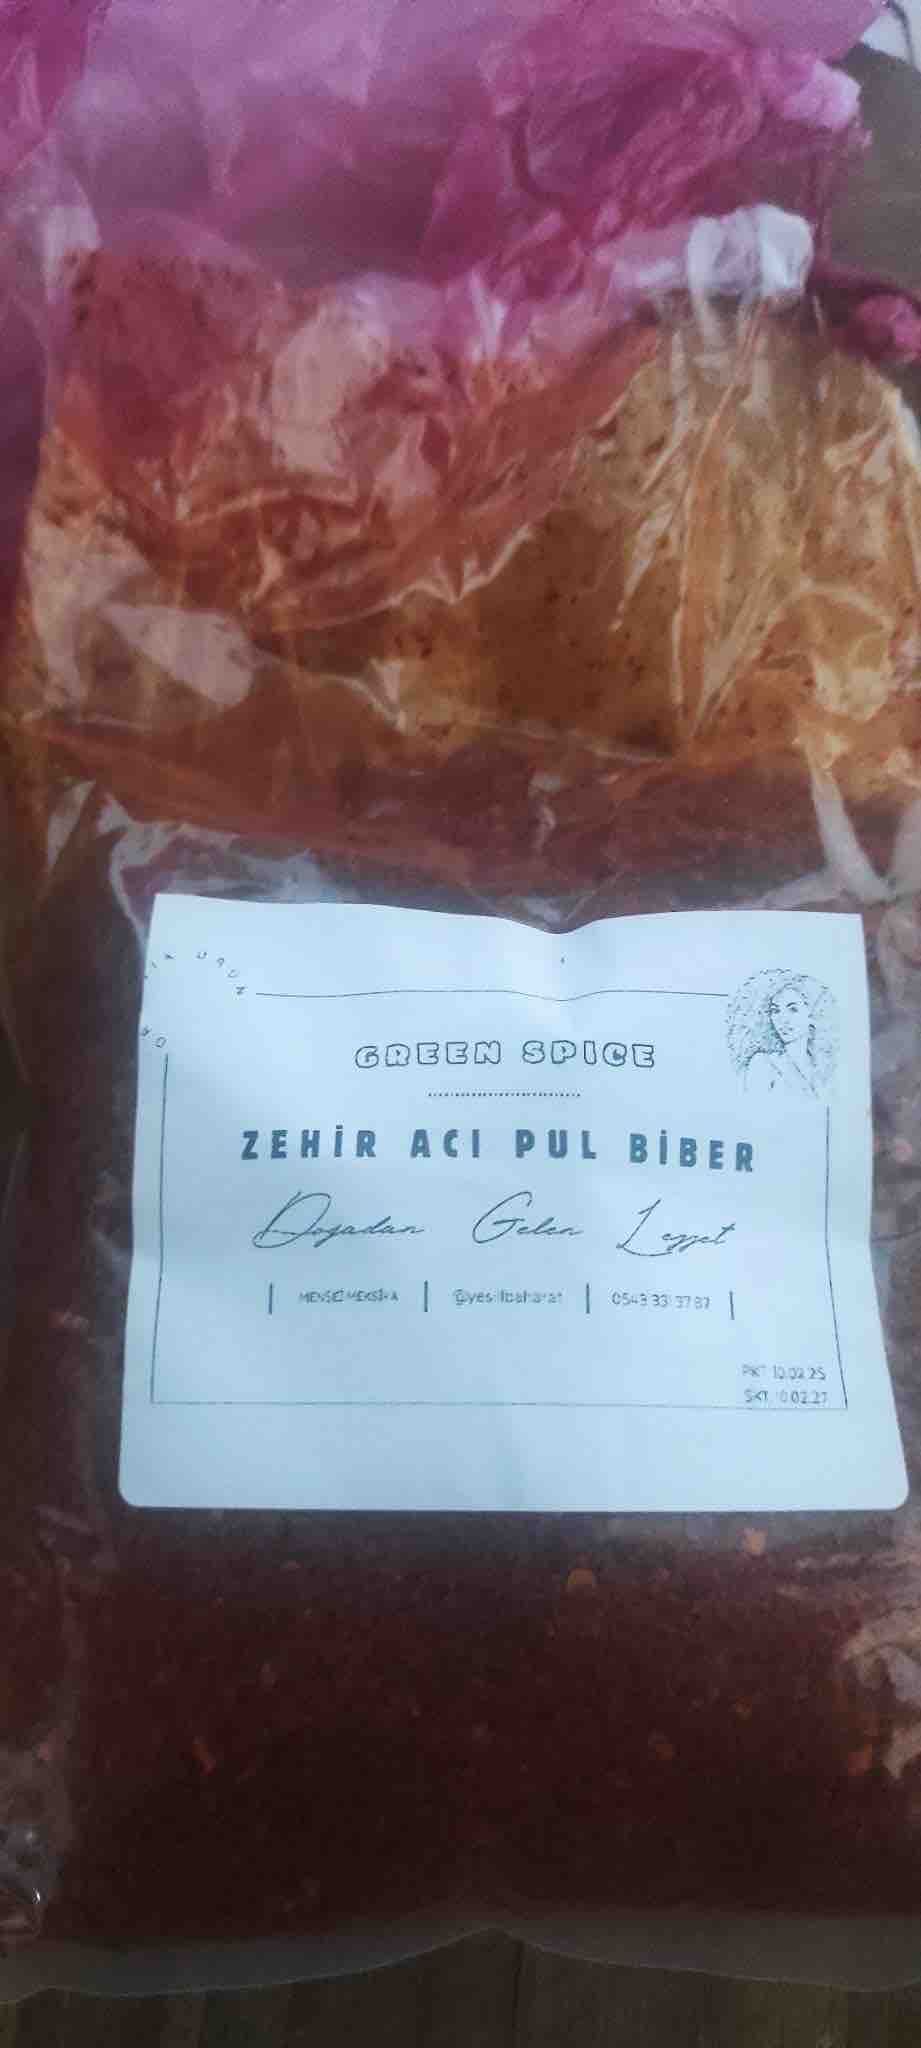 GREEN SPICE
ZEHİR ACI PUL BİBER
Doğadan Gelen Lezzet
MENŞEİ MEKSİKA | @yesilbaharat | 0543 331 37 87
PKT 10.02.25
SKT 10.02.27